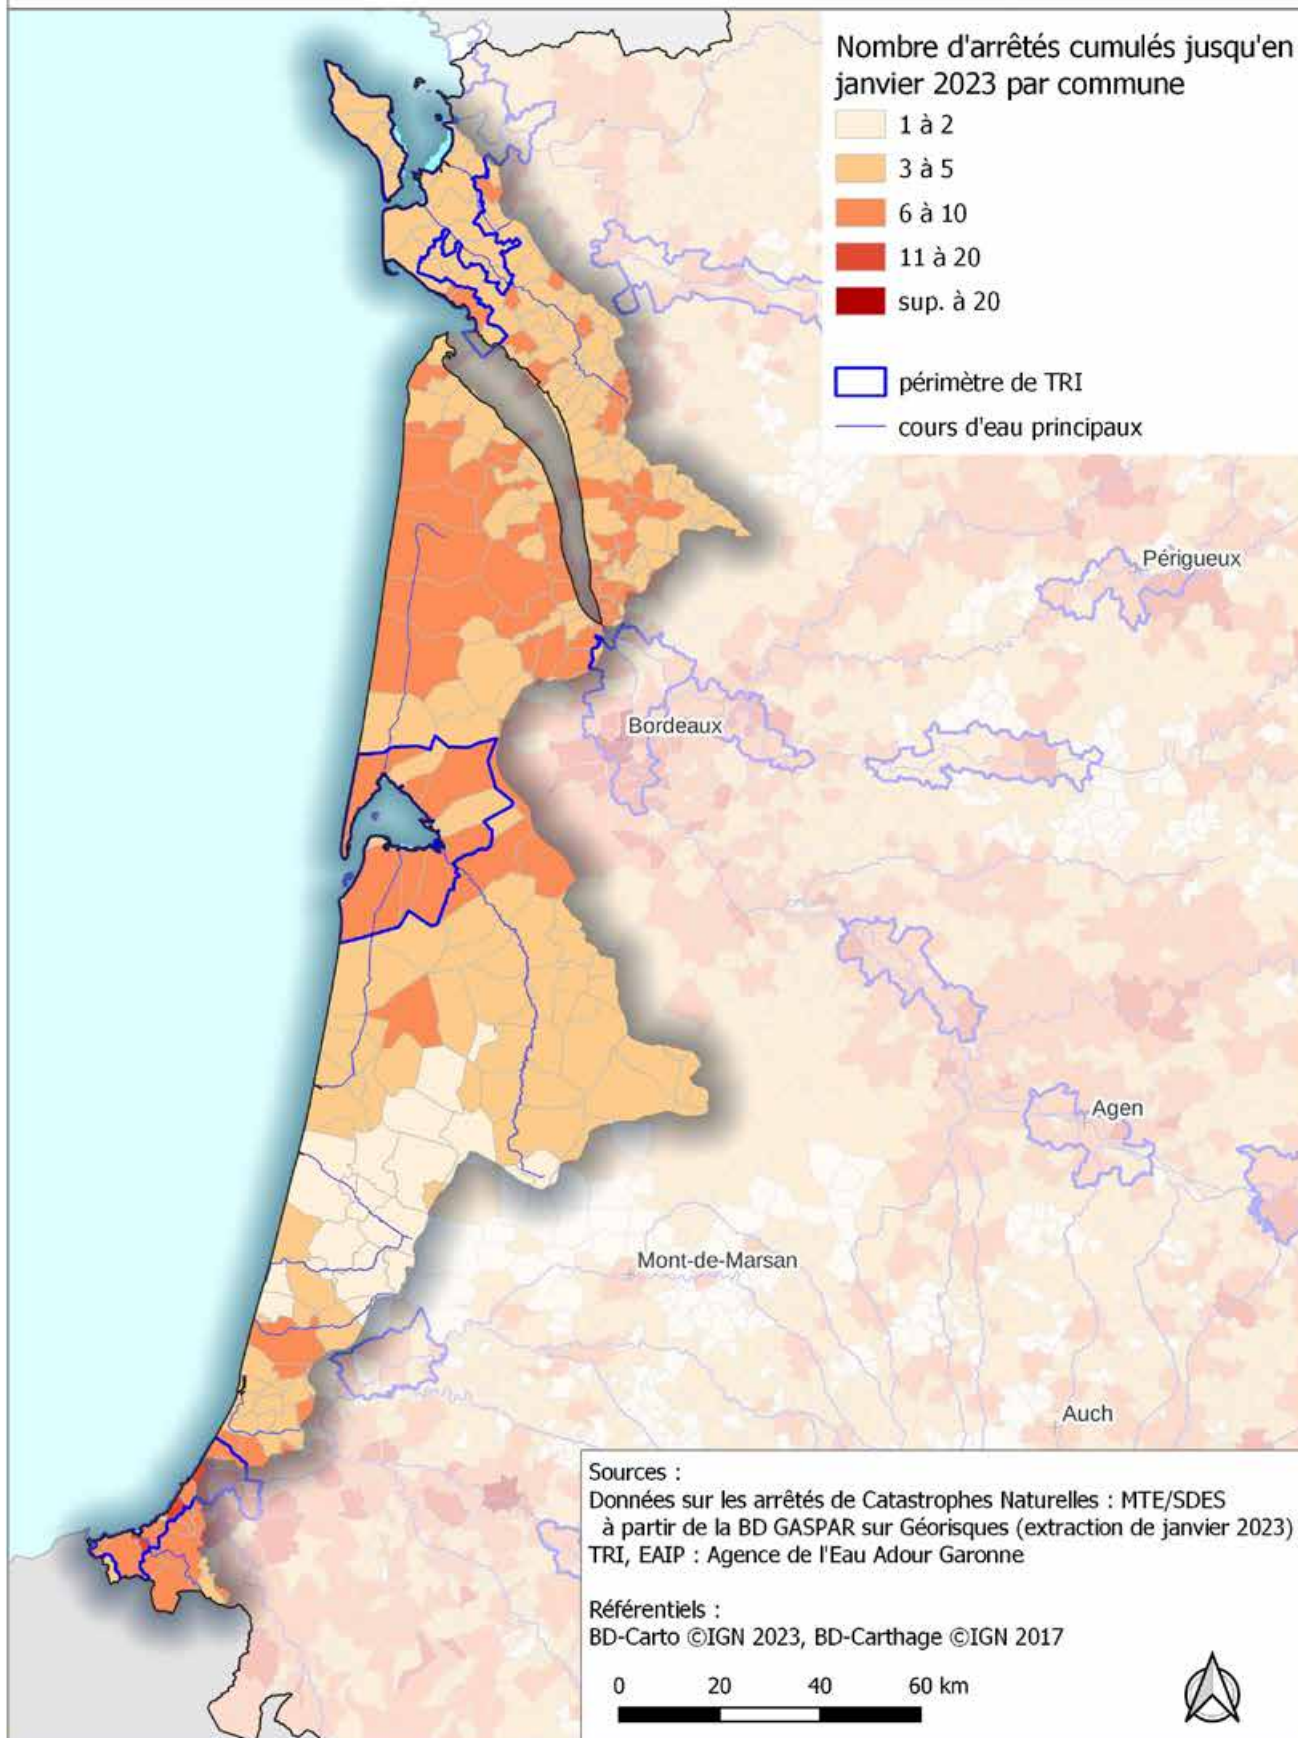 Nombre d'arrêtés cumulés jusqu'en
janvier 2023 par commune
1 à 2
3 à 5
6 à 10
11 à 20
sup. à 20
périmètre de TRI
cours d'eau principaux
Périgueux
Bordeaux
Agen
Mont-de-Marsan
Auch
Sources :
Données sur les arrêtés de Catastrophes Naturelles : MTE/SDES
à partir de la BD GASPAR sur Géorisques (extraction de janvier 2023)
TRI, EAIP : Agence de l'Eau Adour Garonne
Référentiels :
BD-Carto ©IGN 2023, BD-Carthage ©IGN 2017
0 20 40 60 km